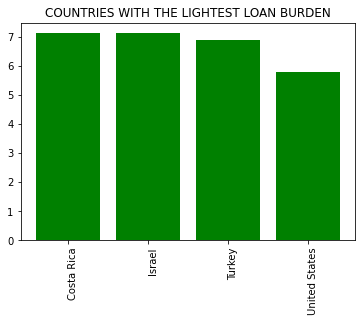 COUNTRIES WITH THE LIGHTEST LOAN BURDEN
7
6
5
4
3
2
1
0
Costa Rica
Israel
Turkey
United States